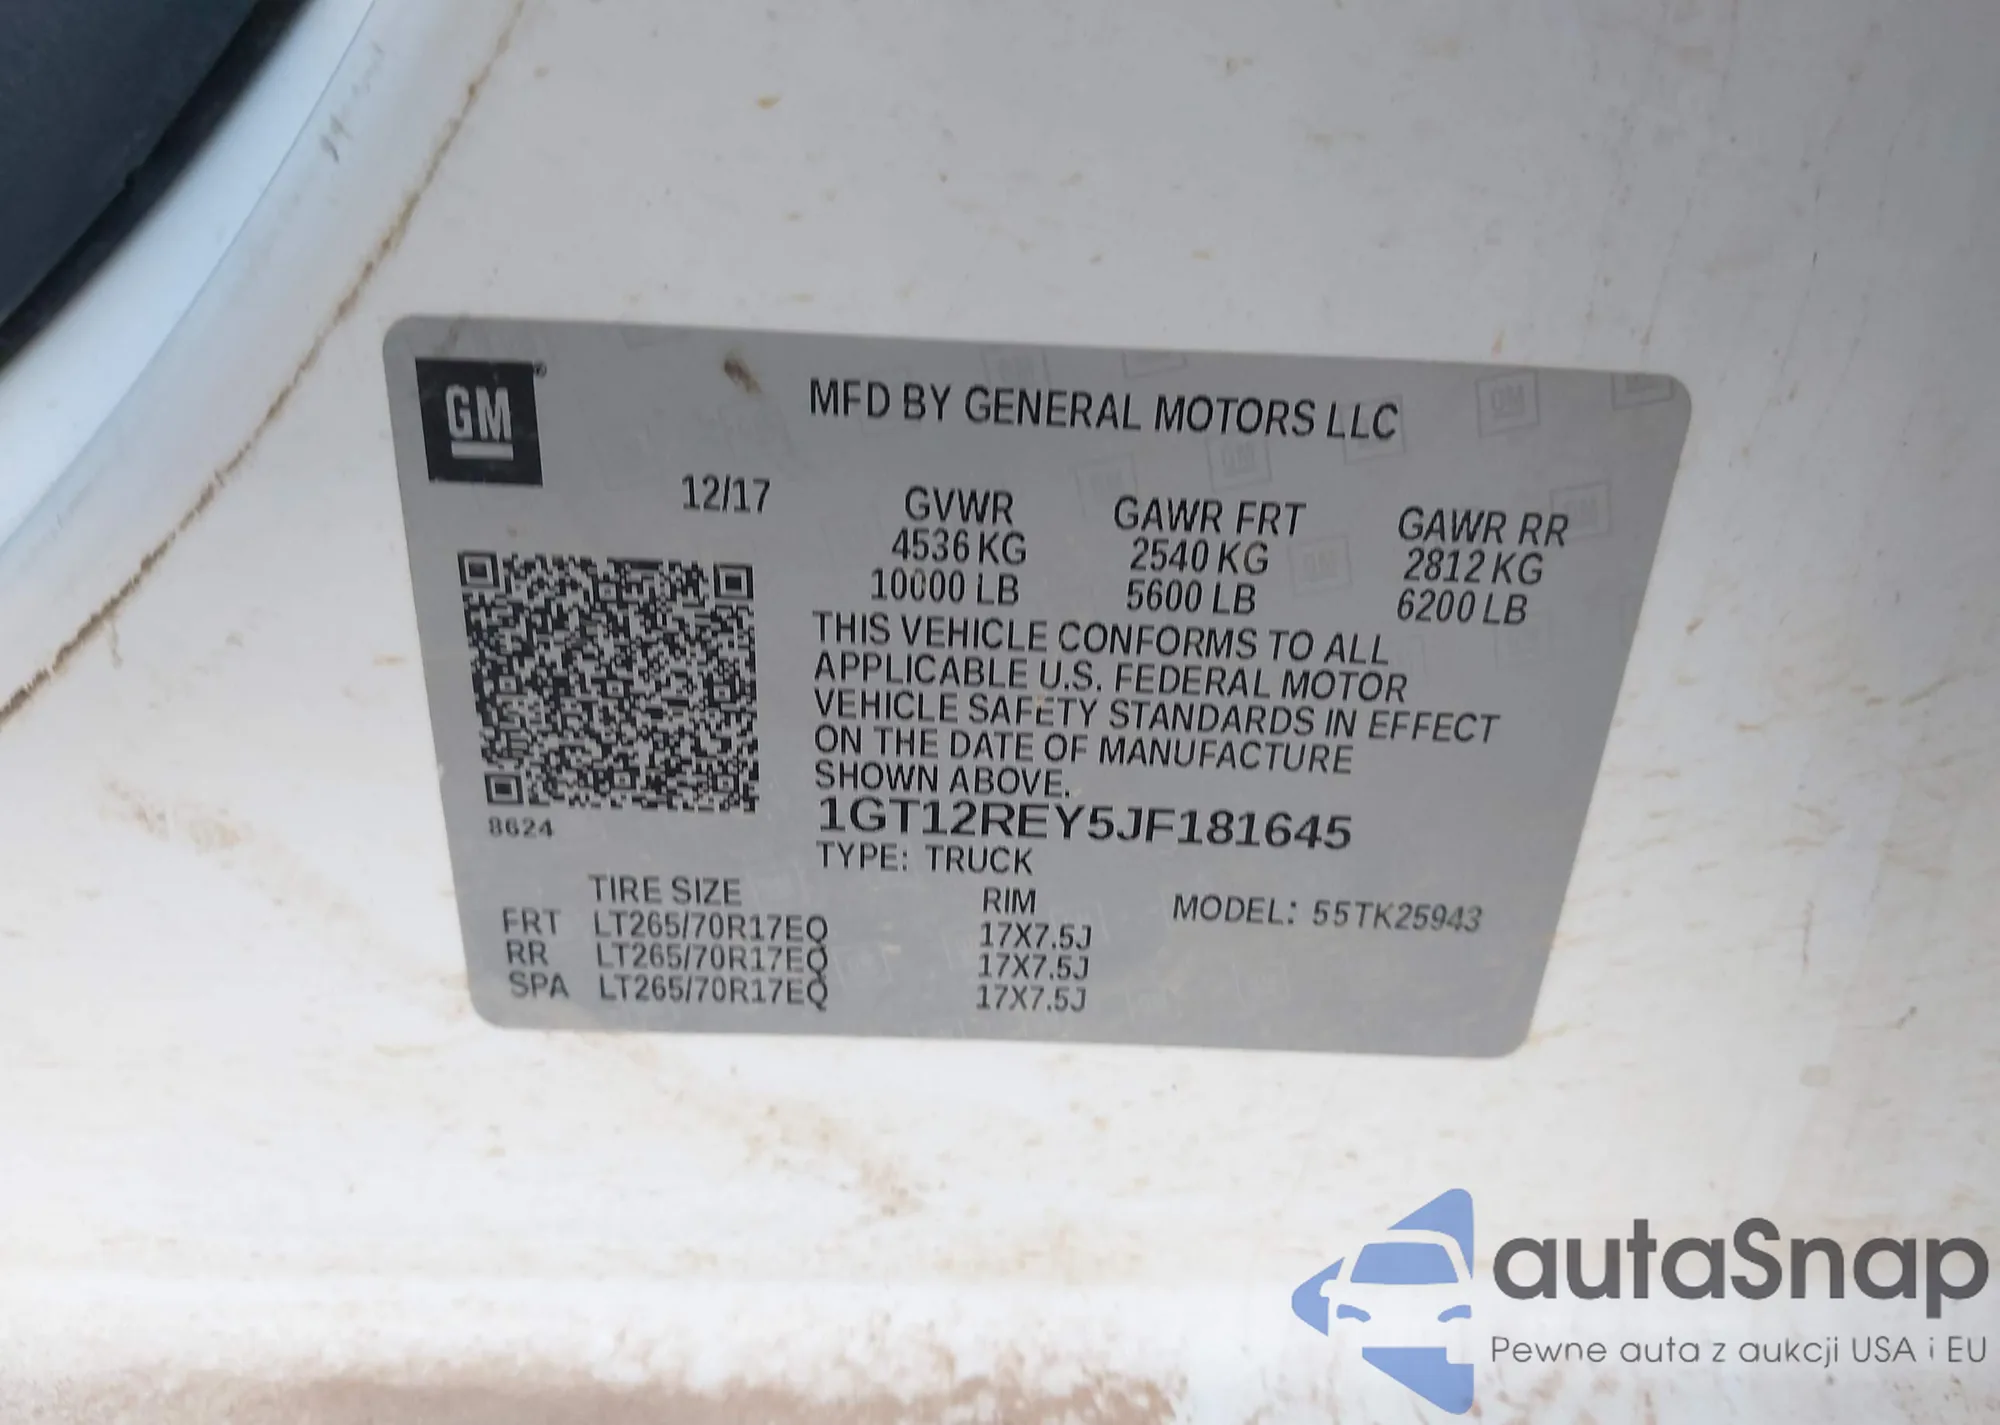 GM
MFD BY GENERAL MOTORS LLC
12/17
GVWR GAWR FRT GAWR RR
4536 KG 2540 KG 2812 KG
10000 LB 5600 LB 6200 LB
THIS VEHICLE CONFORMS TO ALL
APPLICABLE U.S. FEDERAL MOTOR
VEHICLE SAFETY STANDARDS IN EFFECT
ON THE DATE OF MANUFACTURE
SHOWN ABOVE.
8624
1GT12REY5JF181645
TYPE: TRUCK
TIRE SIZE RIM MODEL: 55TK25943
FRT LT265/70R17EQ 17X7.5J
RR LT265/70R17EQ 17X7.5J
SPA LT265/70R17EQ 17X7.5J
autaSnap
Pewne auta z aukcji USA i EU